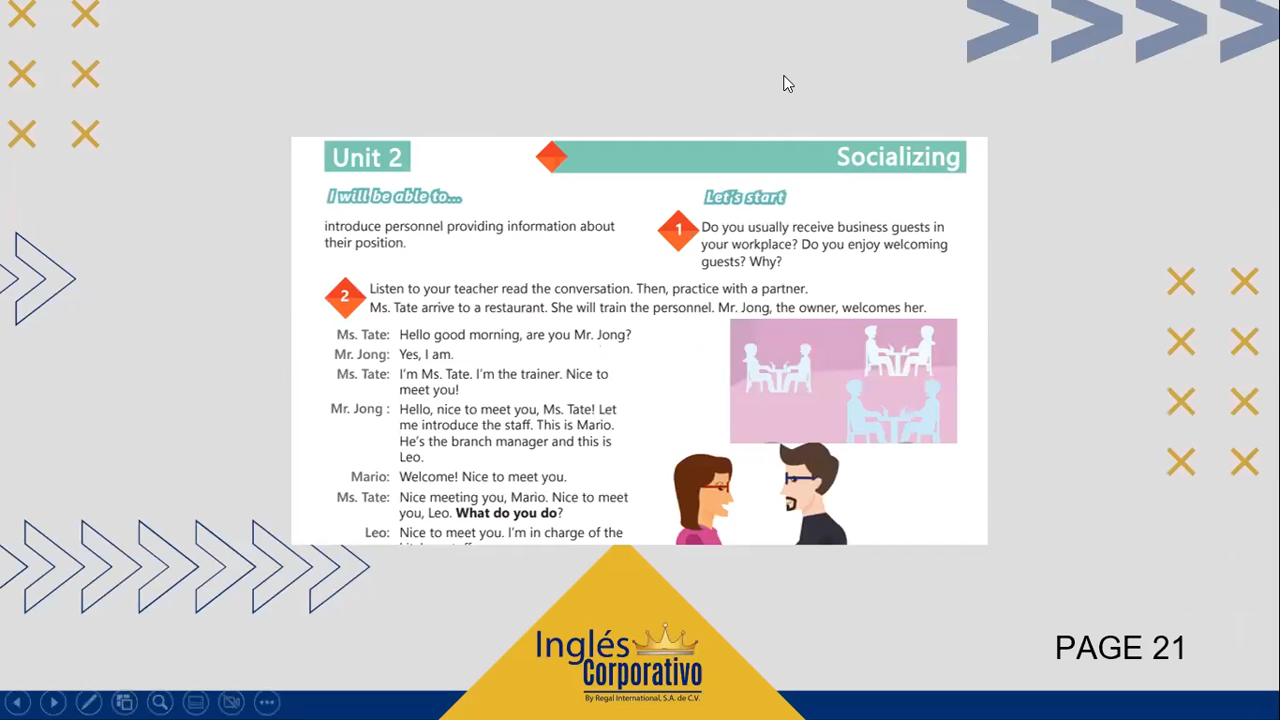 Unit 2
Socializing
I will be able to...
introduce personnel providing information about
their position.
Let's start
1
Do you usually receive business guests in
your workplace? Do you enjoy welcoming
guests? Why?
2
Listen to your teacher read the conversation. Then, practice with a partner.
Ms. Tate arrive to a restaurant. She will train the personnel. Mr. Jong, the owner, welcomes her.
Ms. Tate: Hello good morning, are you Mr. Jong?
Mr. Jong: Yes, I am.
Ms. Tate: I'm Ms. Tate. I'm the trainer. Nice to
meet you!
Mr. Jong : Hello, nice to meet you, Ms. Tate! Let
me introduce the staff. This is Mario.
He's the branch manager and this is
Leo.
Mario: Welcome! Nice to meet you.
Ms. Tate: Nice meeting you, Mario. Nice to meet
you, Leo. What do you do?
Leo: Nice to meet you. I'm in charge of the
Inglés
Corporativo
By Regal International, S.A. de C.V.
PAGE 21